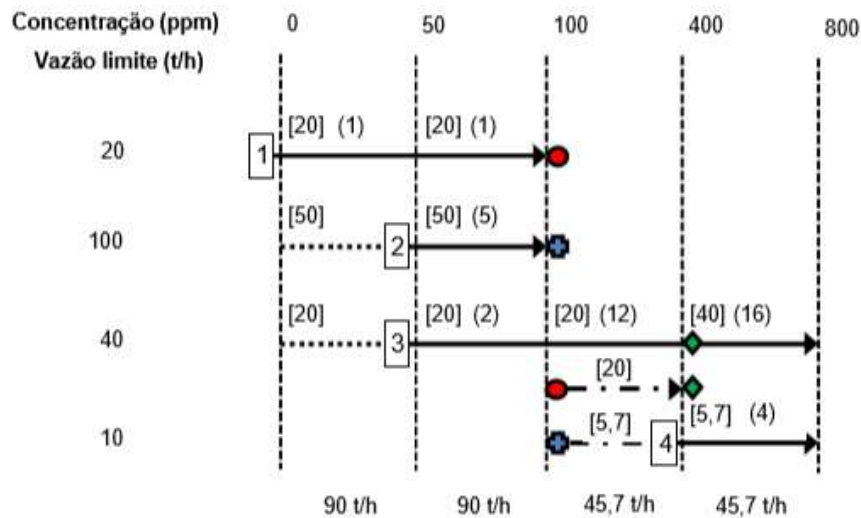 Concentração (ppm) 0 50 100 400 800
Vazão limite (t/h)
[20] (1) [20] (1)
20 1
[50] [50] (5)
100 2
[20] [20] (2) [20] (12) [40] (16)
40 3
[20]
[5,7] [5,7] (4)
10 4
90 t/h 90 t/h 45,7 t/h 45,7 t/h